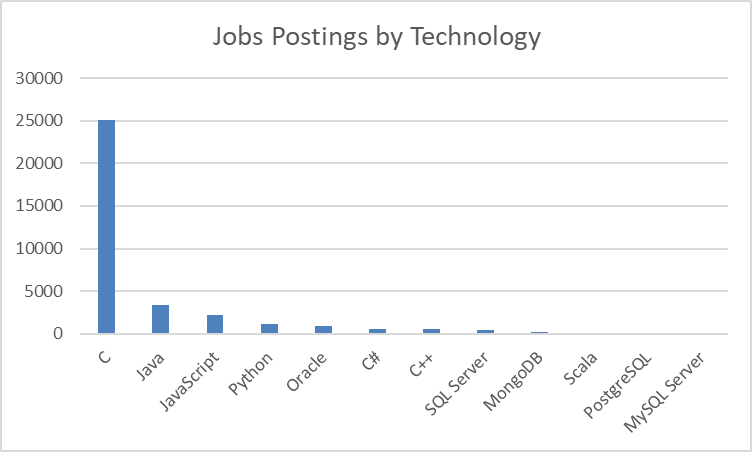 Jobs Postings by Technology
30000
25000
20000
15000
10000
5000
0
C
Java
JavaScript
Python
Oracle
C#
C++
SQL Server
MongoDB
Scala
PostgreSQL
MySQL Server